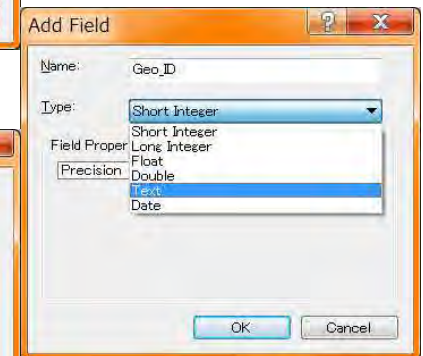 Add Field
Name: Geo_ID
Type: Short Integer
Short Integer
Long Integer
Float
Double
Text
Date
Field Proper
Precision
OK Cancel